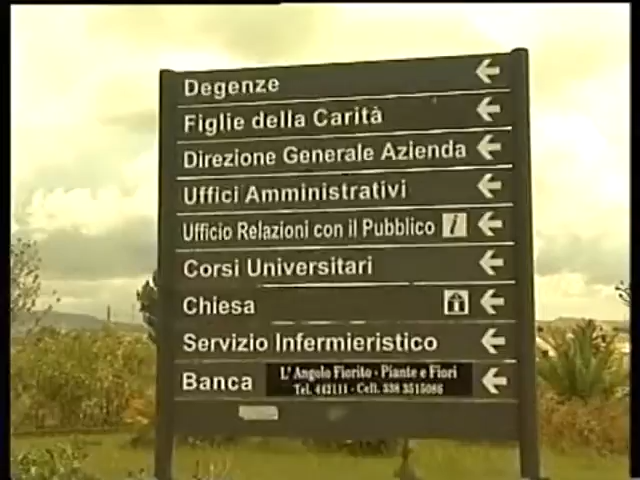 Degenze
Figlie della Carità
Direzione Generale Azienda
Uffici Amministrativi
Ufficio Relazioni con il Pubblico i
Corsi Universitari
Chiesa
Servizio Infermieristico
Banca
L'Angolo Fiorito - Piante e Fiori
Tel. 442111 - Cell. 338 3515086